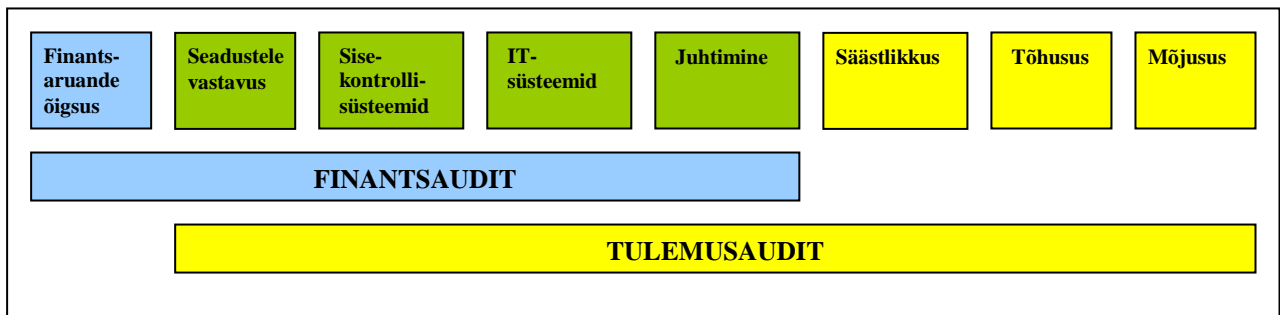 Finants-
aruande
õigsus
Seadustele
vastavus
Sise-
kontrolli-
süsteemid
IT-
süsteemid
Juhtimine
Säästlikkus
Tõhusus
Mõjusus
FINANTSAUDIT
TULEMUSAUDIT